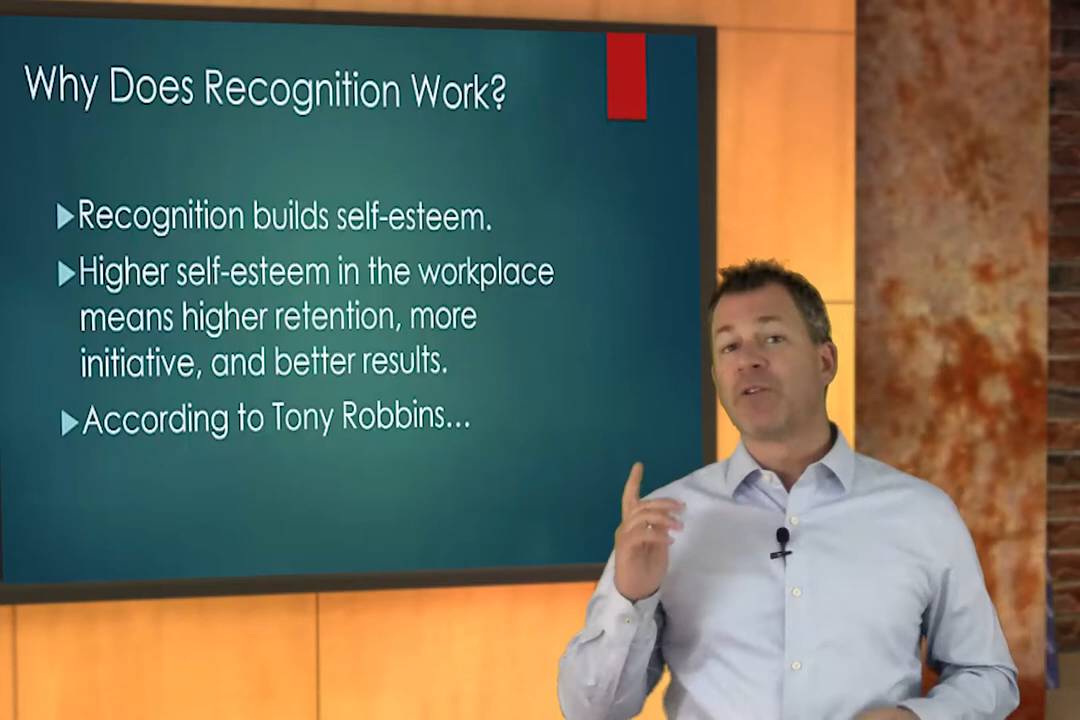 Why Does Recognition Work?
Recognition builds self-esteem.
Higher self-esteem in the workplace
means higher retention, more
initiative, and better results.
According to Tony Robbins...